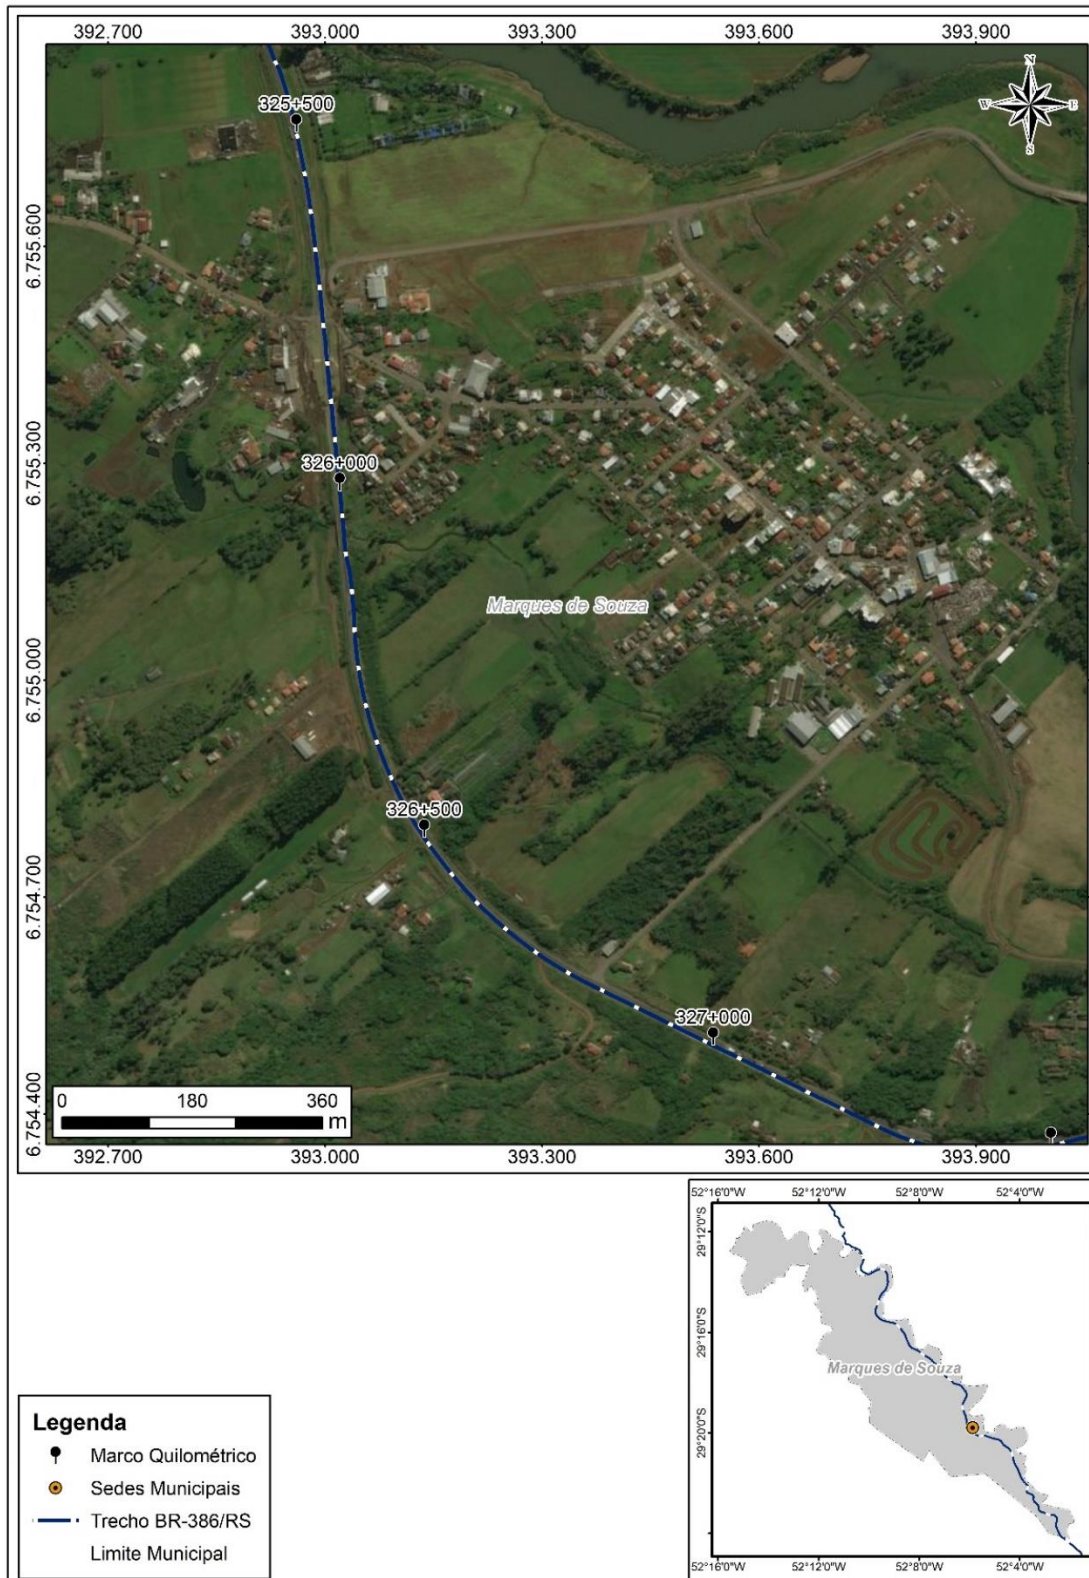 392.700 393.000 393.300 393.600 393.900
N
W E
S
325+500
6.755.600
326+000
6.755.300
Marques de Souza
6.755.000
326+500
6.754.700
327+000
6.754.400
0 180 360
m
392.700 393.000 393.300 393.600 393.900
52°16'0"W 52°12'0"W 52°8'0"W 52°4'0"W
29°12'0"S
29°16'0"S
Marques de Souza
29°20'0"S
52°16'0"W 52°12'0"W 52°8'0"W 52°4'0"W
Legenda
Marco Quilométrico
Sedes Municipais
Trecho BR-386/RS
Limite Municipal